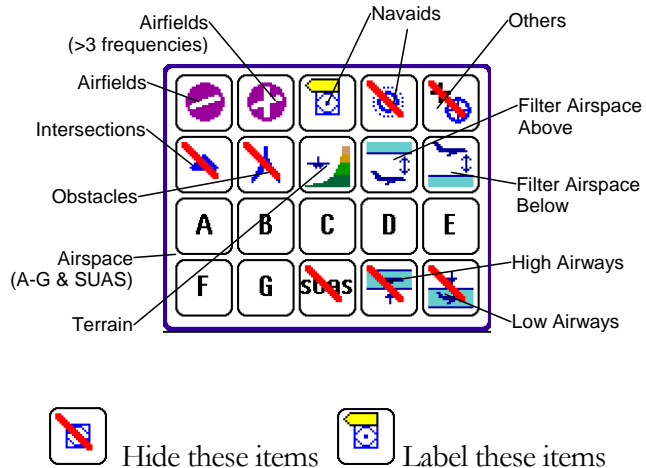 Airfields
(>3 frequencies)
Navaids
Others
Airfields
Intersections
Obstacles
Airspace
(A-G & SUAS)
Terrain
Filter Airspace
Above
Filter Airspace
Below
High Airways
Low Airways
A B C D E
F G suas
Hide these items
Label these items